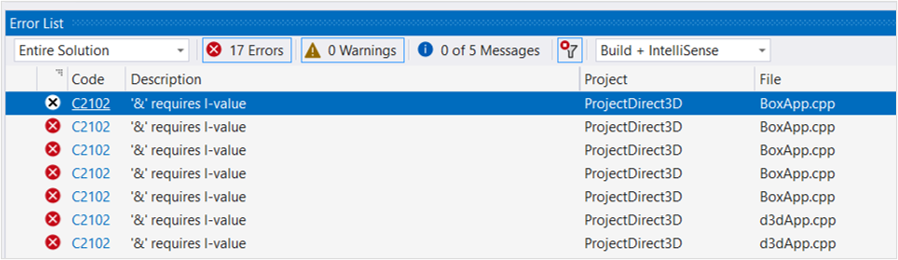 Error List
Entire Solution 17 Errors 0 Warnings 0 of 5 Messages Build + IntelliSense
Code Description Project File
C2102 '&' requires l-value ProjectDirect3D BoxApp.cpp
C2102 '&' requires l-value ProjectDirect3D BoxApp.cpp
C2102 '&' requires l-value ProjectDirect3D BoxApp.cpp
C2102 '&' requires l-value ProjectDirect3D BoxApp.cpp
C2102 '&' requires l-value ProjectDirect3D BoxApp.cpp
C2102 '&' requires l-value ProjectDirect3D d3dApp.cpp
C2102 '&' requires l-value ProjectDirect3D d3dApp.cpp